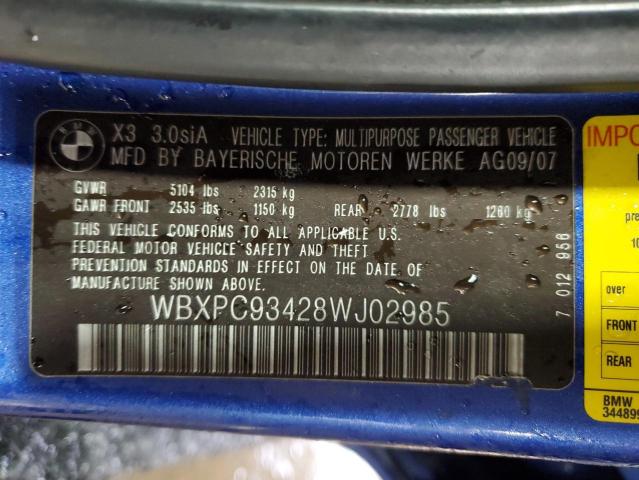 BMW
X3 3.0siA VEHICLE TYPE: MULTIPURPOSE PASSENGER VEHICLE
MFD BY BAYERISCHE MOTOREN WERKE AG09/07
GVWR 5104 lbs 2315 kg
GAWR FRONT 2535 lbs 1150 kg REAR 2778 lbs 1260 kg
THIS VEHICLE CONFORMS TO ALL APPLICABLE U.S.
FEDERAL MOTOR VEHICLE SAFETY AND THEFT
PREVENTION STANDARDS IN EFFECT ON THE DATE OF
MANUFACTURE SHOWN ABOVE.
WBXPC93428WJ02985
7 012 956
over
FRONT
REAR
BMW